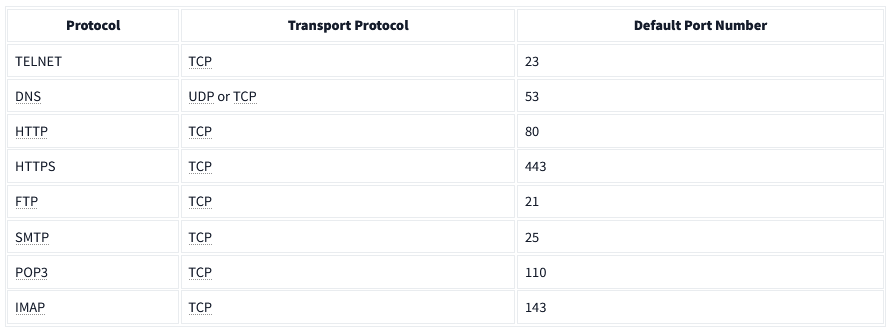 Protocol Transport Protocol Default Port Number
TELNET TCP 23
DNS UDP or TCP 53
HTTP TCP 80
HTTPS TCP 443
FTP TCP 21
SMTP TCP 25
POP3 TCP 110
IMAP TCP 143